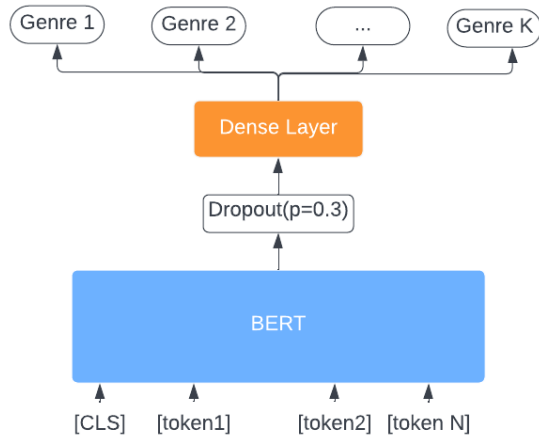 Genre 1
Genre 2
...
Genre K
Dense Layer
Dropout(p=0.3)
BERT
[CLS] [token1] [token2] [token N]